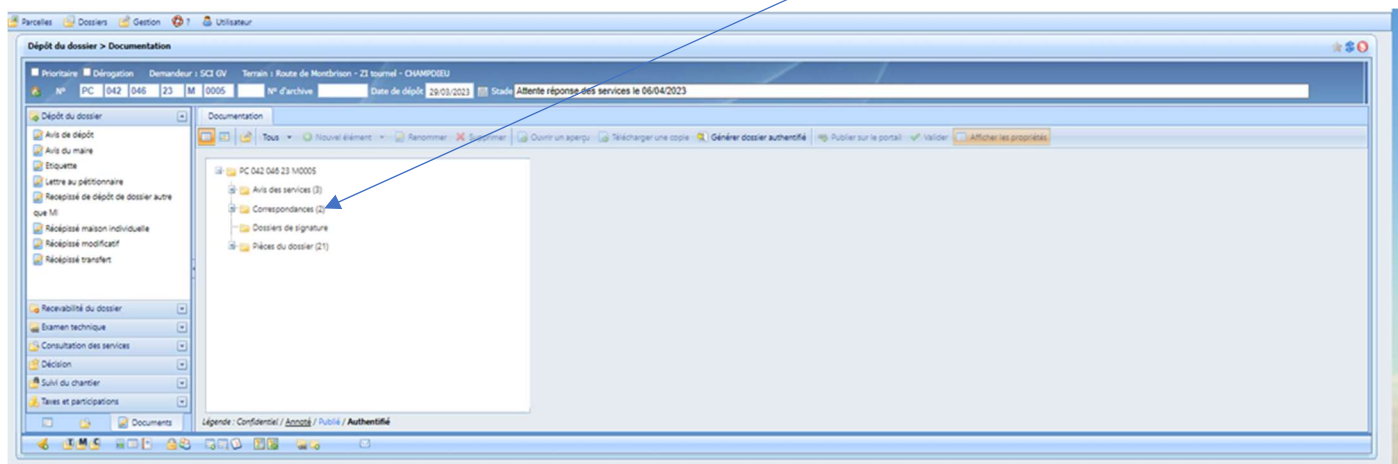 Parcelles Dossiers Gestion ? Utilisateur
Dépôt du dossier > Documentation
Prioritaire Dérogation Demandeur : SCI GV Terrain : Route de Montbrison - ZI tournel - CHAMPDIEU
N° PC 042 046 23 M 0005 N° d'archive Date de dépôt 29/03/2023 Stade Attente réponse des services le 06/04/2023
Dépôt du dossier
Avis de dépôt
Avis du maire
Etiquette
Lettre au pétitionnaire
Recepissé de dépôt de dossier autre
que MI
Récépissé maison individuelle
Récépissé modificatif
Récépissé transfert
Recevabilité du dossier
Examen technique
Consultation des services
Décision
Suivi du chantier
Taxes et participations
Documents
Documentation
Tous Nouvel élément Renommer Supprimer Ouvrir un aperçu Télécharger une copie Générer dossier authentifié Publier sur le portail Valider Afficher les propriétés
PC 042 046 23 M0005
Avis des services (3)
Correspondances (2)
Dossiers de signature
Pièces du dossier (21)
Légende : Confidentiel / Annoté / Publié / Authentifié
I M C